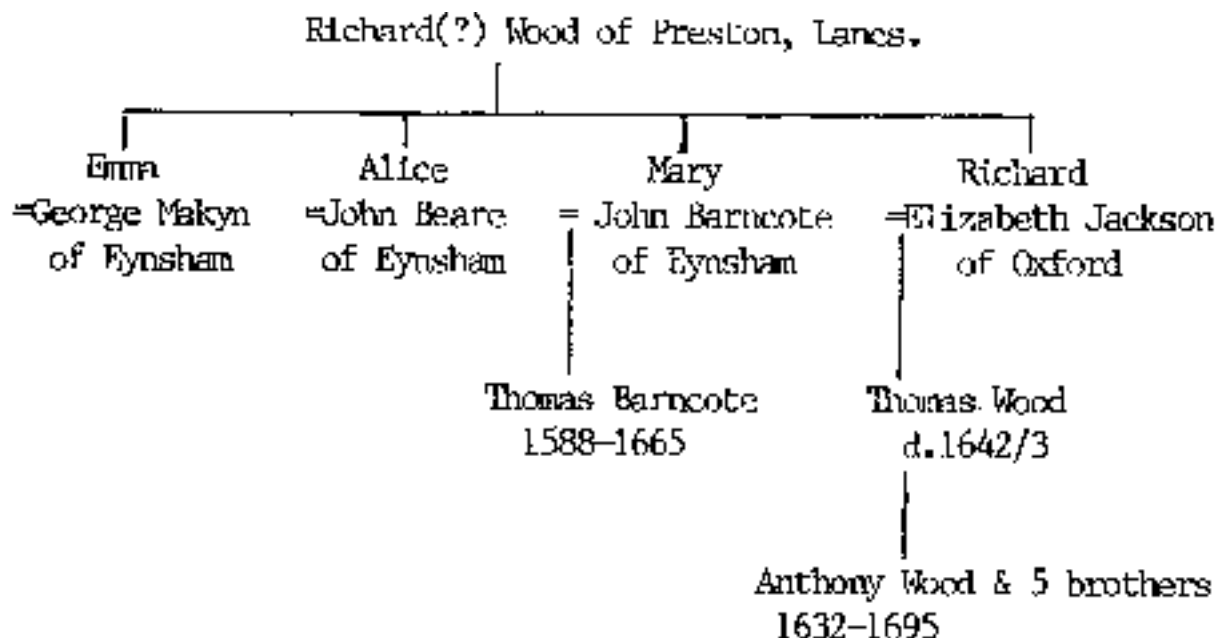 Richard(?) Wood of Preston, Lancs.
Emma Alice Mary Richard
=George Makyn =John Beare = John Barncote =Elizabeth Jackson
of Eynsham of Eynsham of Eynsham of Oxford
Thomas Barncote Thomas Wood
1588-1665 d.1642/3
Anthony Wood & 5 brothers
1632-1695